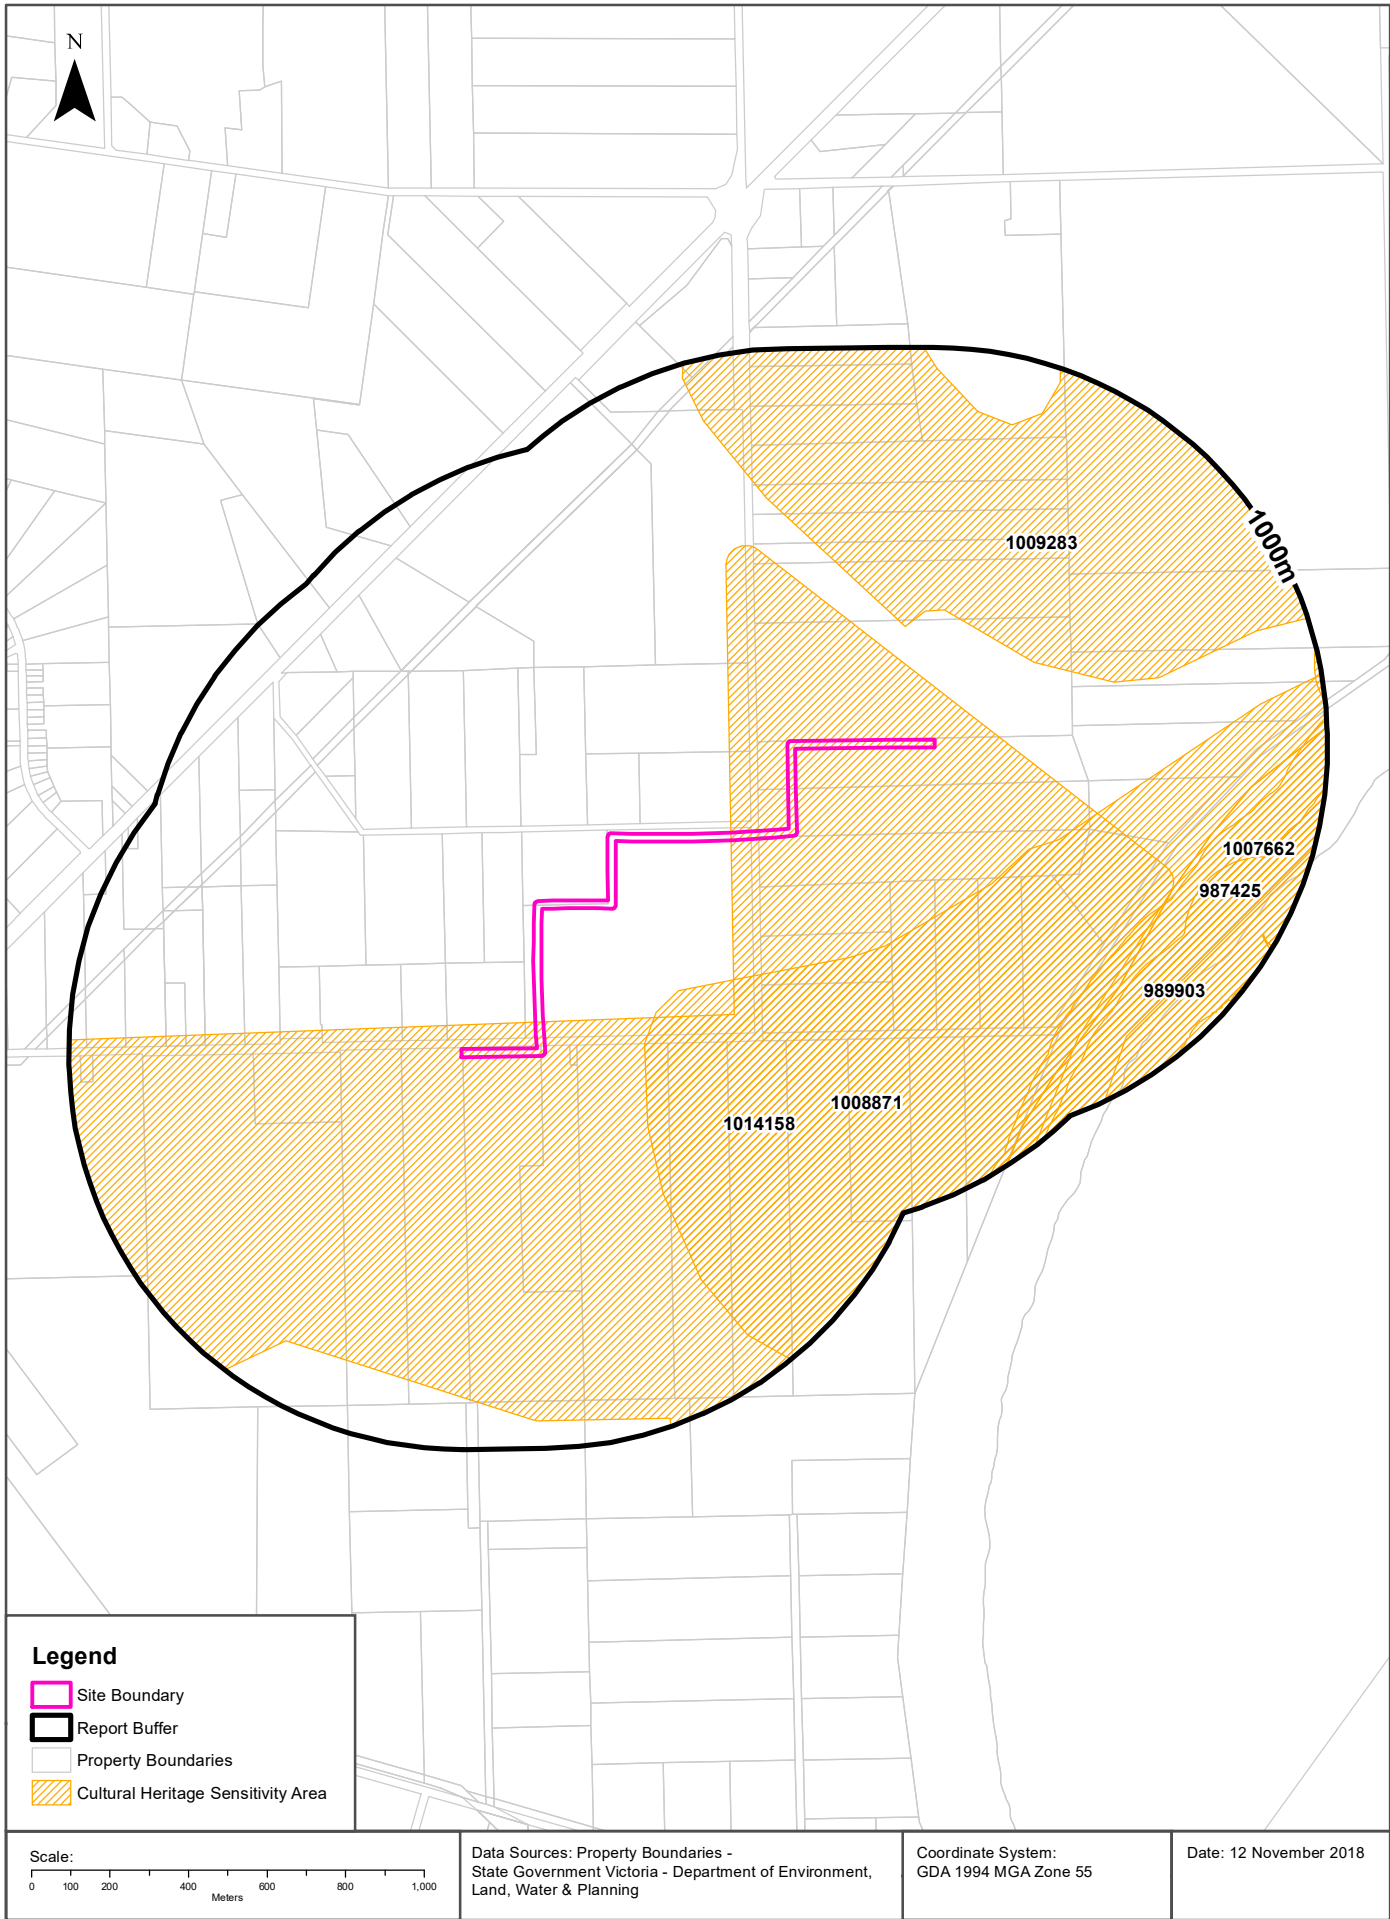 N
1000m
1009283
1007662
987425
989903
1008871
1014158
Legend
Site Boundary
Report Buffer
Property Boundaries
Cultural Heritage Sensitivity Area
Scale:
0 100 200 400 600 800 1,000
Meters
Data Sources: Property Boundaries -
State Government Victoria - Department of Environment,
Land, Water & Planning
Coordinate System:
GDA 1994 MGA Zone 55
Date: 12 November 2018